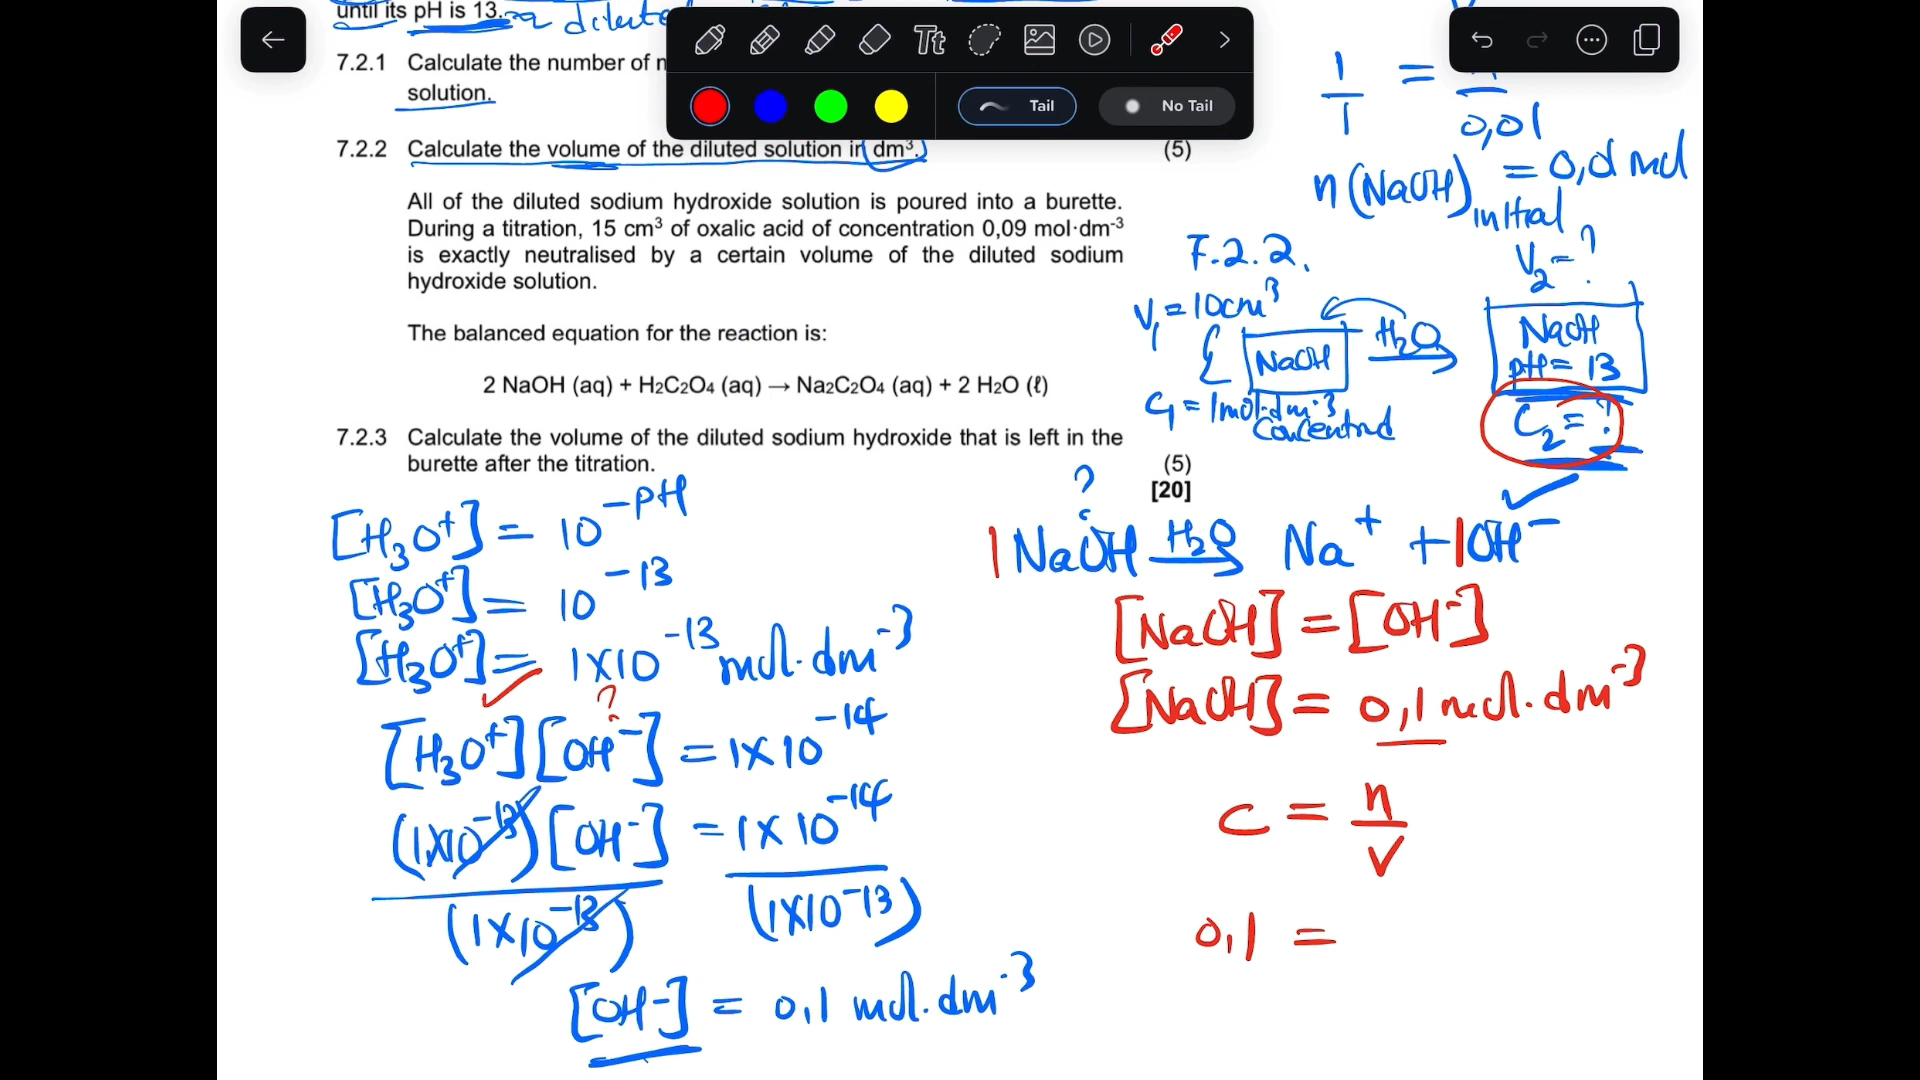 until its pH is 13.
a dilute
Tt
Tail
No Tail
7.2.1 Calculate the number of
solution.
7.2.2 Calculate the volume of the diluted solution in dm³.
(5)
All of the diluted sodium hydroxide solution is poured into a burette.
During a titration, 15 cm³ of oxalic acid of concentration 0,09 mol·dm⁻³
is exactly neutralised by a certain volume of the diluted sodium
hydroxide solution.
The balanced equation for the reaction is:
2 NaOH (aq) + H2C2O4 (aq) → Na2C2O4 (aq) + 2 H2O (ℓ)
7.2.3 Calculate the volume of the diluted sodium hydroxide that is left in the
burette after the titration.
(5)
[20]
[H₃O⁺] = 10^-pH
[H₃O⁺] = 10^-13
[H₃O⁺] = 1×10^-13 mol.dm^-3
?
[H₃O⁺][OH⁻] = 1×10^-14
(1×10^-13)[OH⁻] = 1×10^-14
(1×10^-13) (1×10^-13)
[OH⁻] = 0,1 mol.dm^-3
1/1 = /0,01
n(NaOH)initial = 0,01 mol
7.2.2.
V₁ = 10cm³
NaOH
C₁ = 1mol.dm^-3
concentrated
H₂O
V₂ = ?
NaOH
pH = 13
C₂ = ?
?
1NaOH H₂O→ Na⁺ + 1OH⁻
[NaOH] = [OH⁻]
[NaOH] = 0,1 mol.dm^-3
c = n/V
0,1 =